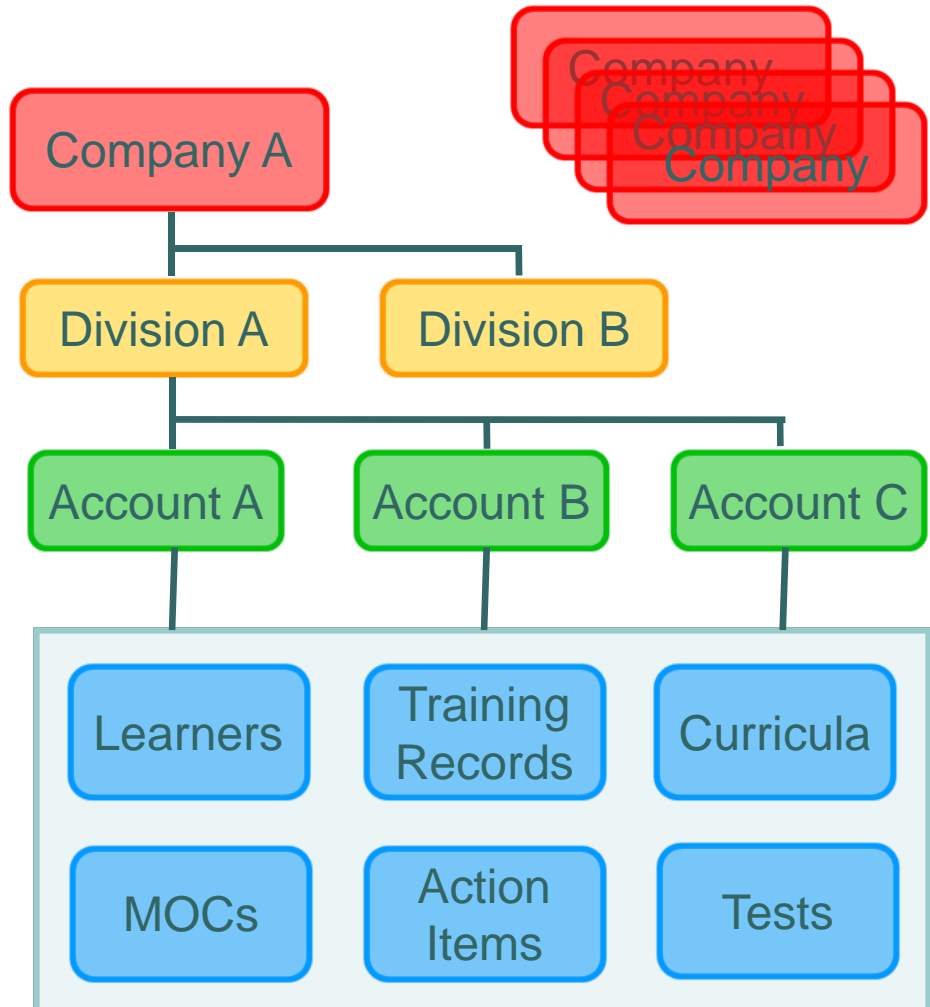 Company
Company
Company
Company
Company A
Division A
Division B
Account A
Account B
Account C
Learners
Training
Records
Curricula
MOCs
Action
Items
Tests